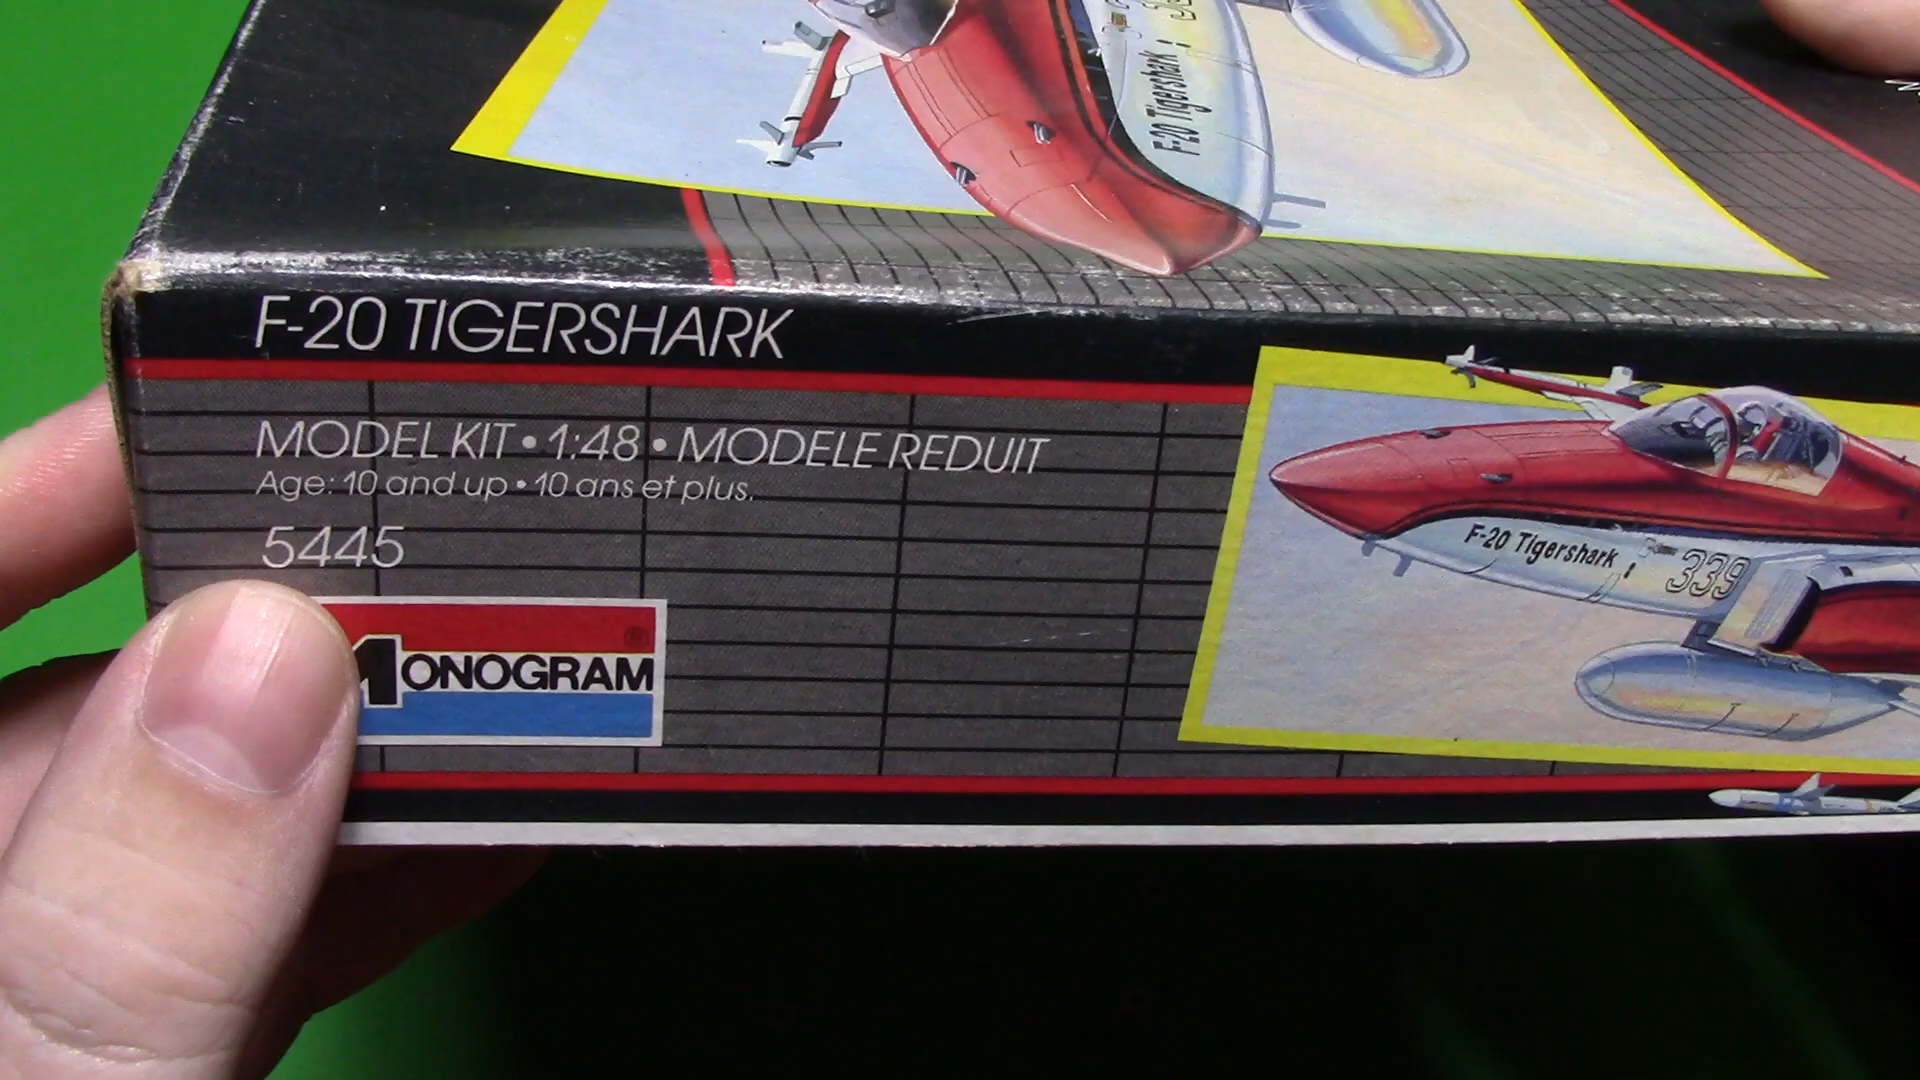 F-20 Tigershark
F-20 TIGERSHARK
MODEL KIT • 1:48 • MODELE REDUIT
Age: 10 and up • 10 ans et plus.
5445
MONOGRAM
F-20 Tigershark
339